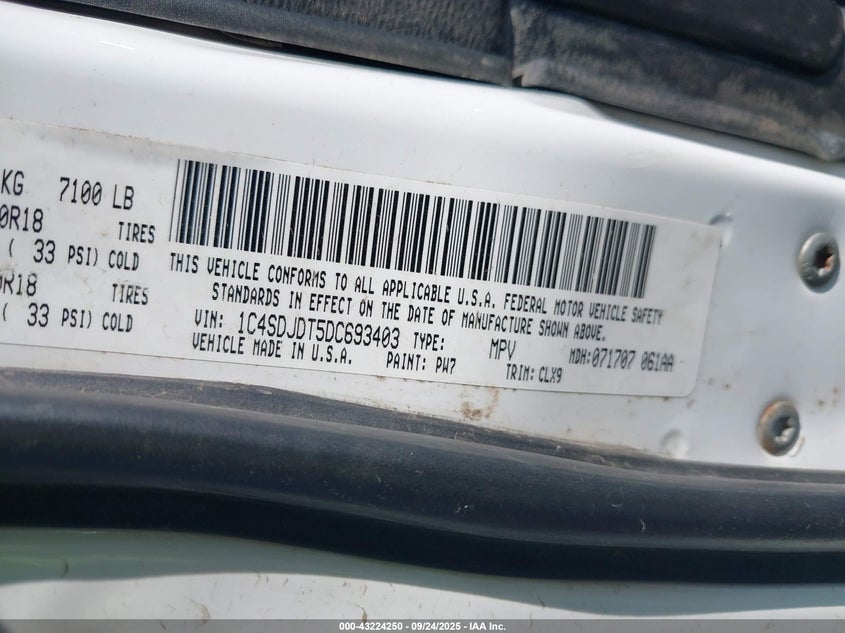 KG 7100 LB
0R18 TIRES
( 33 PSI) COLD
0R18 TIRES
( 33 PSI) COLD
THIS VEHICLE CONFORMS TO ALL APPLICABLE U.S.A. FEDERAL MOTOR VEHICLE SAFETY
STANDARDS IN EFFECT ON THE DATE OF MANUFACTURE SHOWN ABOVE.
VIN: 1C4SDJDT5DC693403 TYPE: MPV MDH:071707 061AA
VEHICLE MADE IN U.S.A. PAINT: PW7 TRIM: CLX9
000-43224250 - 09/24/2025 - IAA Inc.